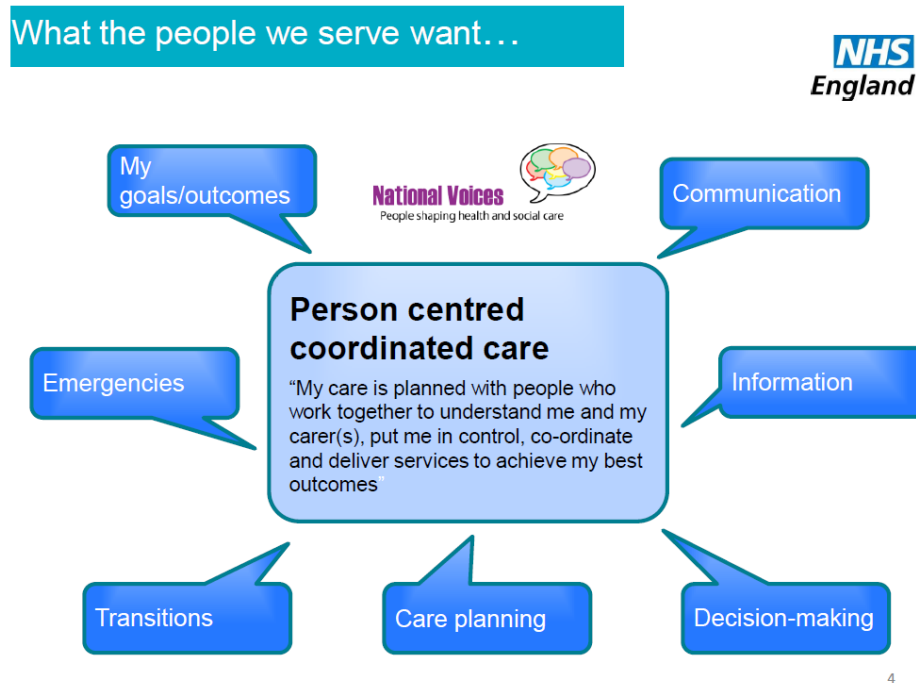 What the people we serve want…
NHS
England
My
goals/outcomes
National Voices
People shaping health and social care
Communication
Person centred
coordinated care
“My care is planned with people who
work together to understand me and my
carer(s), put me in control, co-ordinate
and deliver services to achieve my best
outcomes”
Emergencies
Information
Transitions
Care planning
Decision-making
4